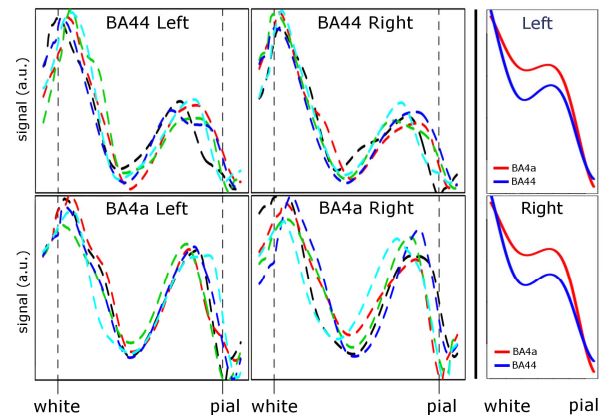 BA44 Left
BA44 Right
Left
signal (a.u.)
BA4a
BA44
BA4a Left
BA4a Right
Right
signal (a.u.)
BA4a
BA44
white
pial
white
pial
white
pial